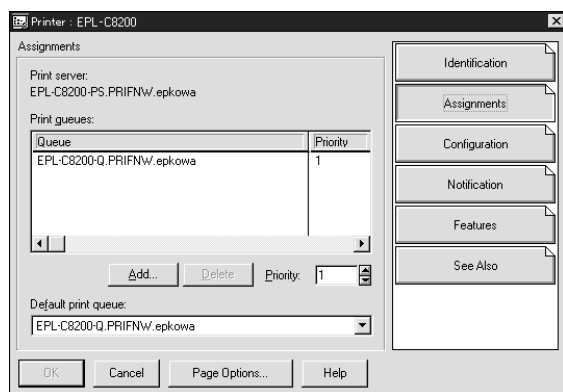 Printer : EPL-C8200
Assignments
Print server:
EPL-C8200-PS.PRIFNW.epkowa
Print queues:
Queue Priority
EPL-C8200-Q.PRIFNW.epkowa 1
Add... Delete Priority: 1
Default print queue:
EPL-C8200-Q.PRIFNW.epkowa
OK Cancel Page Options... Help
Identification
Assignments
Configuration
Notification
Features
See Also